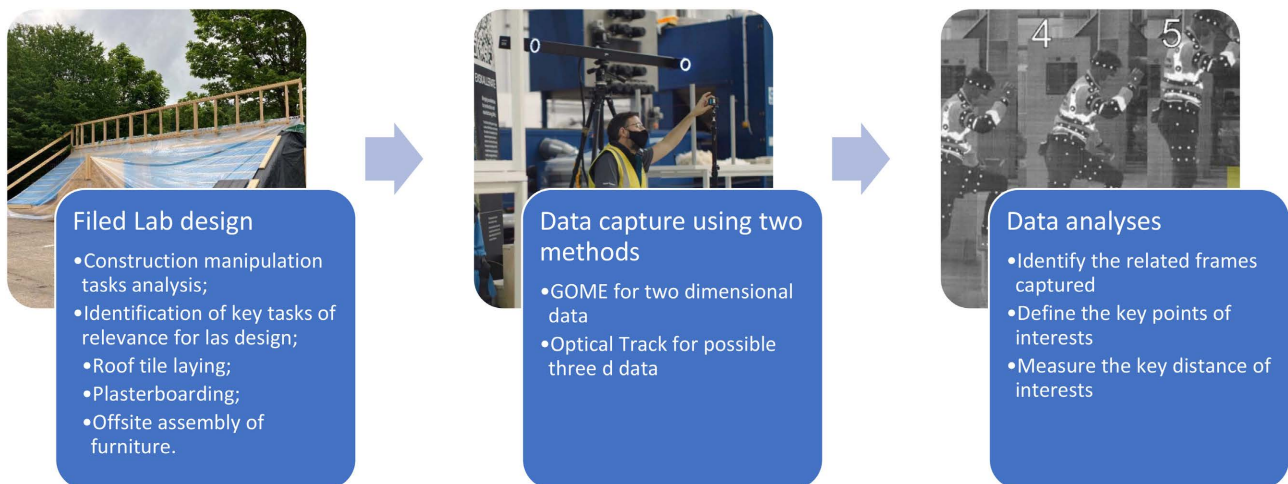 4
5
Filed Lab design
•Construction manipulation
tasks analysis;
•Identification of key tasks of
relevance for las design;
•Roof tile laying;
•Plasterboarding;
•Offsite assembly of
furniture.
Data capture using two
methods
•GOME for two dimensional
data
•Optical Track for possible
three d data
Data analyses
•Identify the related frames
captured
•Define the key points of
interests
•Measure the key distance of
interests